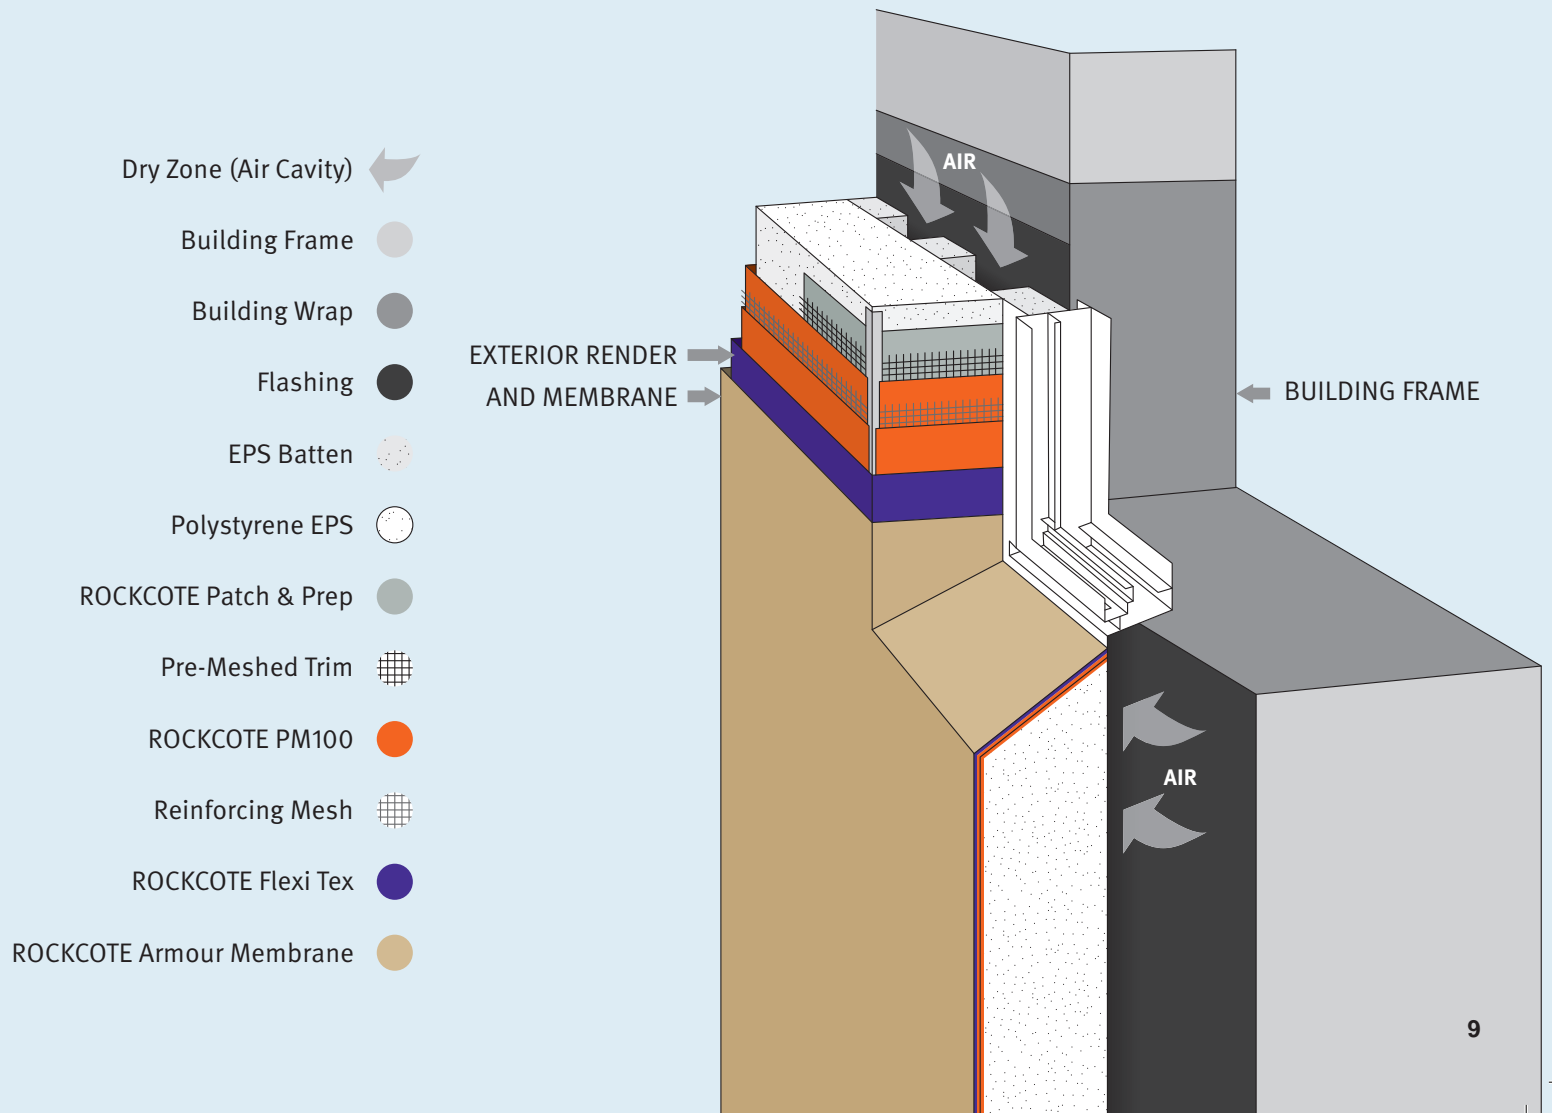 Dry Zone (Air Cavity)
Building Frame
Building Wrap
Flashing
EPS Batten
Polystyrene EPS
ROCKCOTE Patch & Prep
Pre-Meshed Trim
ROCKCOTE PM100
Reinforcing Mesh
ROCKCOTE Flexi Tex
ROCKCOTE Armour Membrane
EXTERIOR RENDER
AND MEMBRANE
AIR
BUILDING FRAME
AIR
9